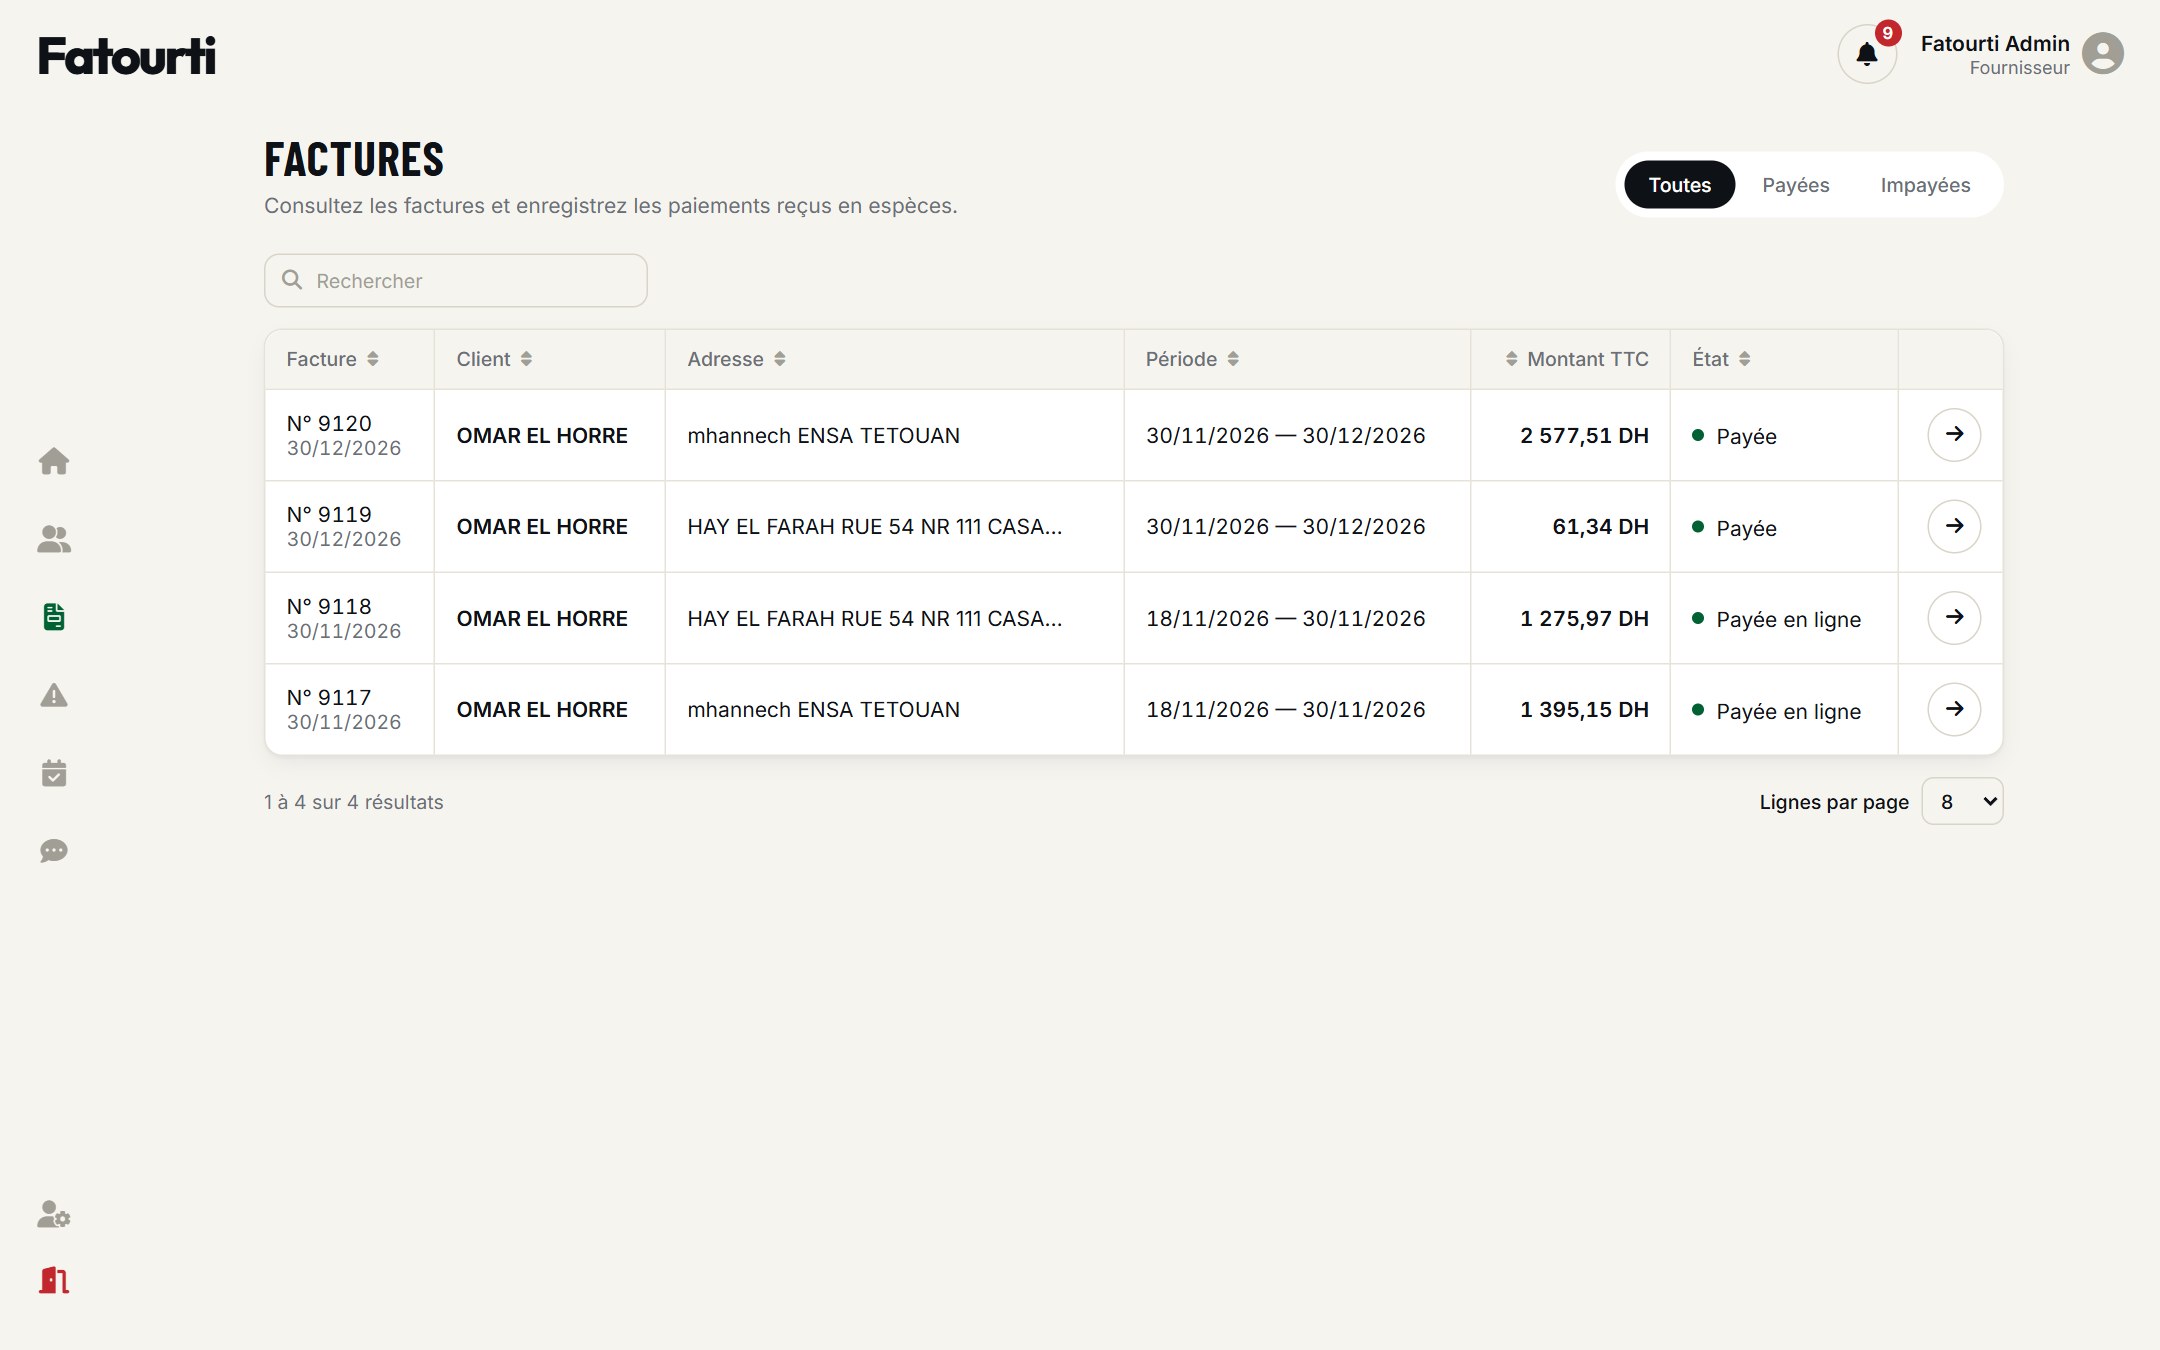 Fatourti
9
Fatourti Admin
Fournisseur
FACTURES
Consultez les factures et enregistrez les paiements reçus en espèces.
Toutes Payées Impayées
Rechercher
Facture Client Adresse Période Montant TTC État
N° 9120
30/12/2026
OMAR EL HORRE mhannech ENSA TETOUAN 30/11/2026 — 30/12/2026 2 577,51 DH Payée
N° 9119
30/12/2026
OMAR EL HORRE HAY EL FARAH RUE 54 NR 111 CASA... 30/11/2026 — 30/12/2026 61,34 DH Payée
N° 9118
30/11/2026
OMAR EL HORRE HAY EL FARAH RUE 54 NR 111 CASA... 18/11/2026 — 30/11/2026 1 275,97 DH Payée en ligne
N° 9117
30/11/2026
OMAR EL HORRE mhannech ENSA TETOUAN 18/11/2026 — 30/11/2026 1 395,15 DH Payée en ligne
1 à 4 sur 4 résultats
Lignes par page 8